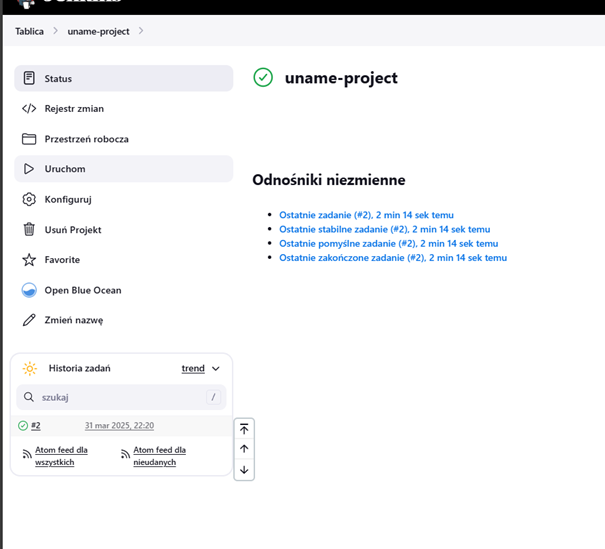 Tablica > uname-project >
Status
Rejestr zmian
Przestrzeń robocza
Uruchom
Konfiguruj
Usuń Projekt
Favorite
Open Blue Ocean
Zmień nazwę
Historia zadań trend
szukaj /
#2 31 mar 2025, 22:20
Atom feed dla wszystkich
Atom feed dla nieudanych
uname-project
Odnośniki niezmienne
Ostatnie zadanie (#2), 2 min 14 sek temu
Ostatnie stabilne zadanie (#2), 2 min 14 sek temu
Ostatnie pomyślne zadanie (#2), 2 min 14 sek temu
Ostatnie zakończone zadanie (#2), 2 min 14 sek temu